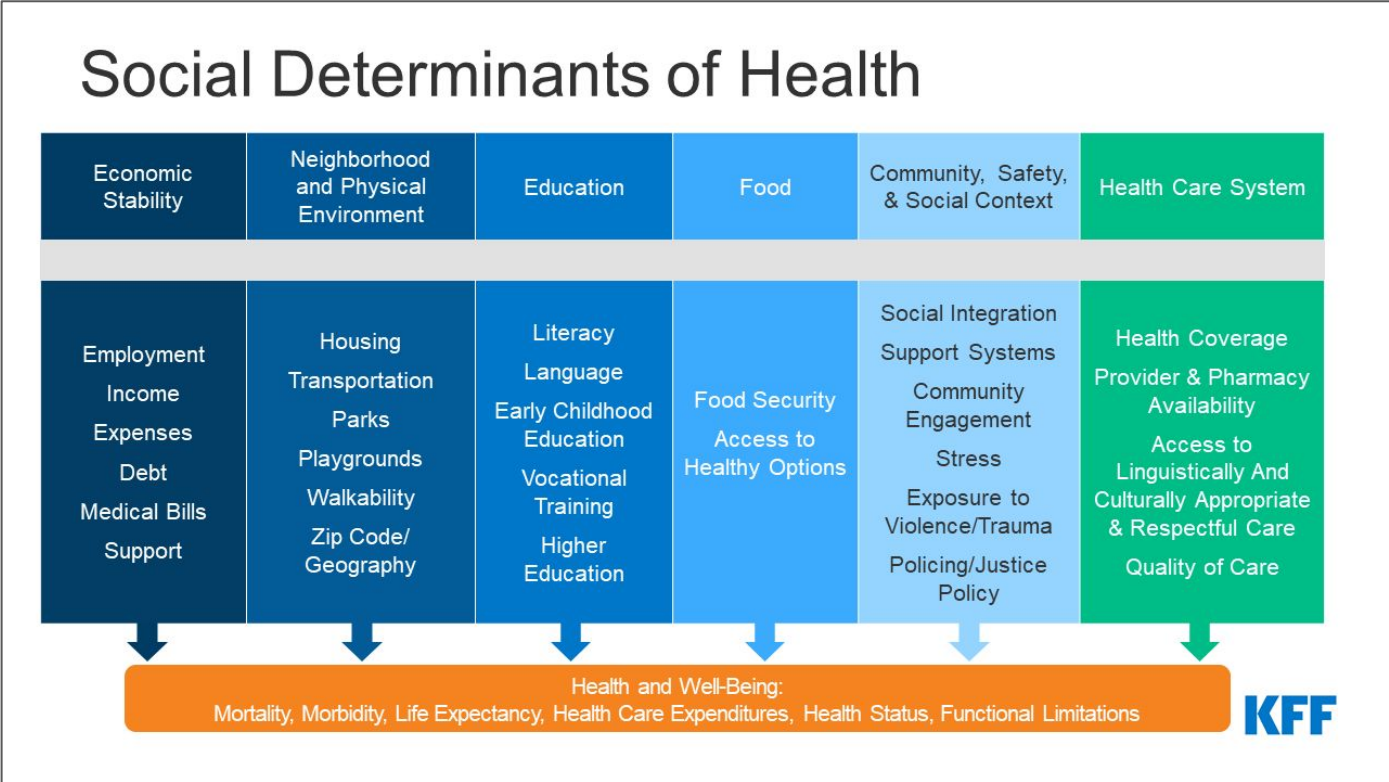 Social Determinants of Health
Economic
Stability
Neighborhood
and Physical
Environment
Education
Food
Community, Safety,
& Social Context
Health Care System
Employment
Income
Expenses
Debt
Medical Bills
Support
Housing
Transportation
Parks
Playgrounds
Walkability
Zip Code/
Geography
Literacy
Language
Early Childhood
Education
Vocational
Training
Higher
Education
Food Security
Access to
Healthy Options
Social Integration
Support Systems
Community
Engagement
Stress
Exposure to
Violence/Trauma
Policing/Justice
Policy
Health Coverage
Provider & Pharmacy
Availability
Access to
Linguistically And
Culturally Appropriate
& Respectful Care
Quality of Care
Health and Well-Being:
Mortality, Morbidity, Life Expectancy, Health Care Expenditures, Health Status, Functional Limitations
KFF